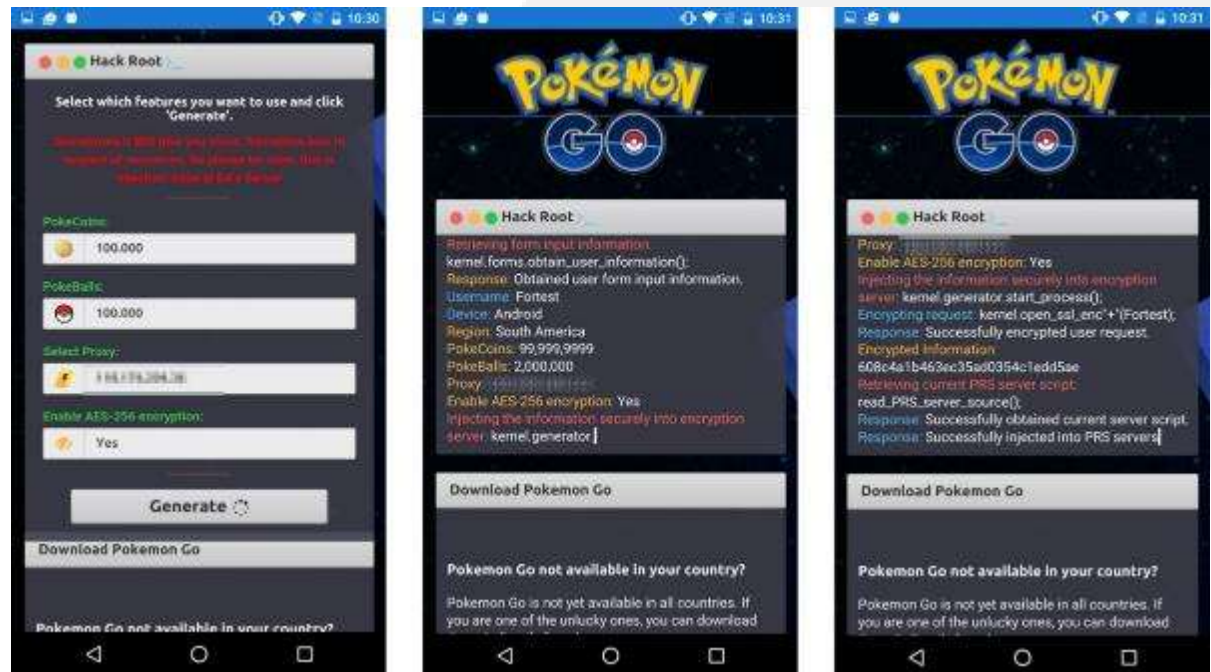 10:30
Hack Root >_
Select which features you want to use and click
'Generate'.
PokeCoins:
100.000
PokeBalls:
100.000
Select Proxy:
Enable AES-256 encryption:
Yes
Generate
Download Pokemon Go
Pokemon Go not available in your country?
10:31
POKÉMON
GO
Hack Root >_
Retrieving form input information
kernel.forms.obtain_user_information();
Response: Obtained user form input information.
Username: Fortest
Device: Android
Region: South America
PokeCoins: 99,999,9999
PokeBalls: 2,000,000
Proxy:
Enable AES-256 encryption: Yes
Injecting the information securely into encryption
server: kernel.generator.
Download Pokemon Go
Pokemon Go not available in your country?
Pokemon Go is not yet available in all countries. If
you are one of the unlucky ones, you can download
10:31
POKÉMON
GO
Hack Root
Proxy:
Enable AES-256 encryption: Yes
Injecting the information securely into encryption
server: kernel.generator.start_process();
Encrypting request: kernel.open_ssl_enc"+"(Fortest);
Response: Successfully encrypted user request.
Encrypted Information
608c4a1b463ec35ad0354c1edd5ae
Retrieving current PRS server script:
read_PRS_server_source();
Response: Successfully obtained current server script.
Response: Successfully injected into PRS servers
Download Pokemon Go
Pokemon Go not available in your country?
Pokemon Go is not yet available in all countries. If
you are one of the unlucky ones, you can download